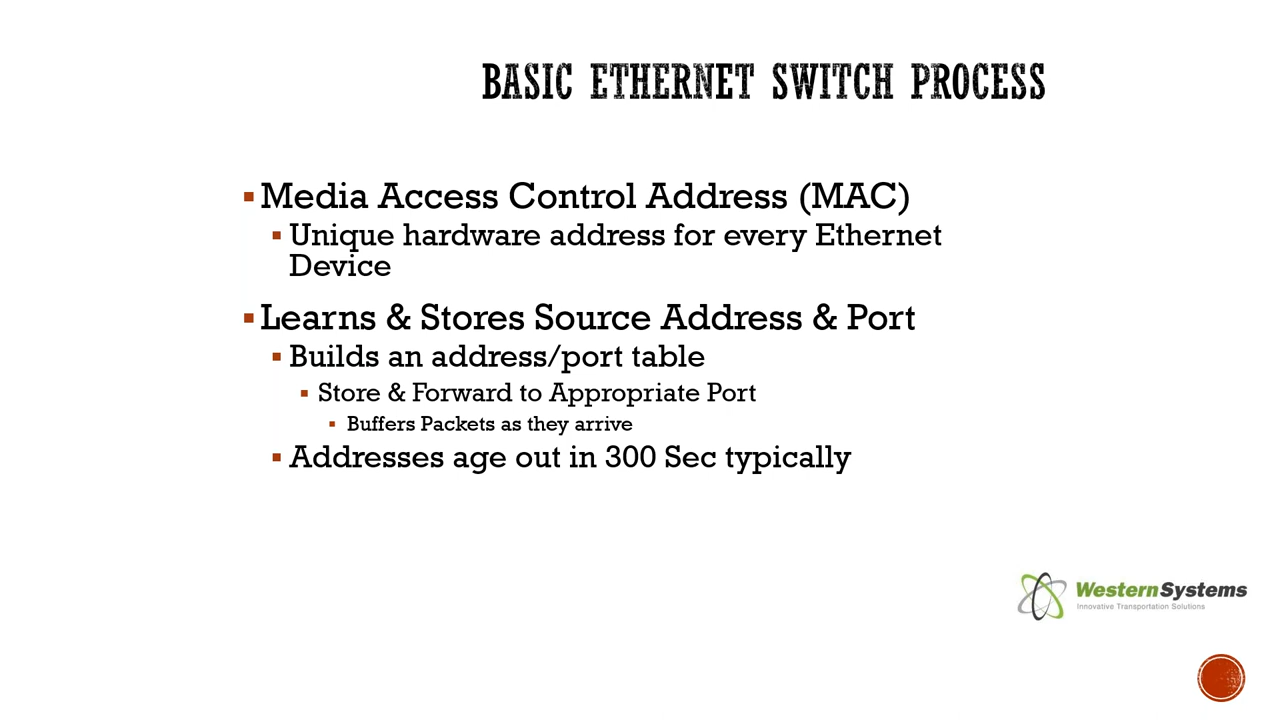 BASIC ETHERNET SWITCH PROCESS
Media Access Control Address (MAC)
Unique hardware address for every Ethernet
Device
Learns & Stores Source Address & Port
Builds an address/port table
Store & Forward to Appropriate Port
Buffers Packets as they arrive
Addresses age out in 300 Sec typically
WesternSystems
Innovative Transportation Solutions